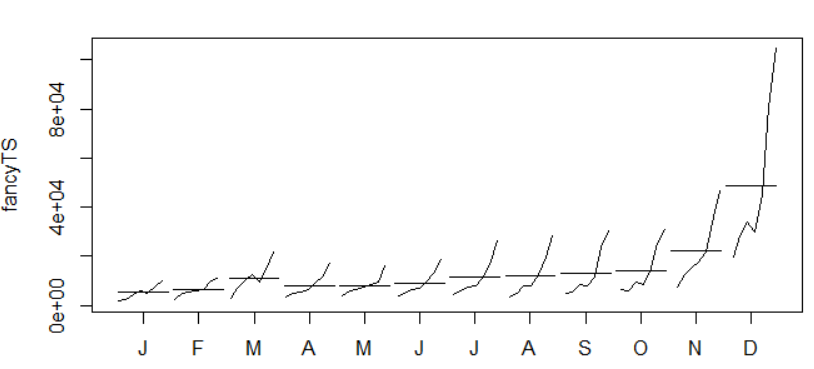 fancyTS
0e+00
4e+04
8e+04
J F M A M J J A S O N D